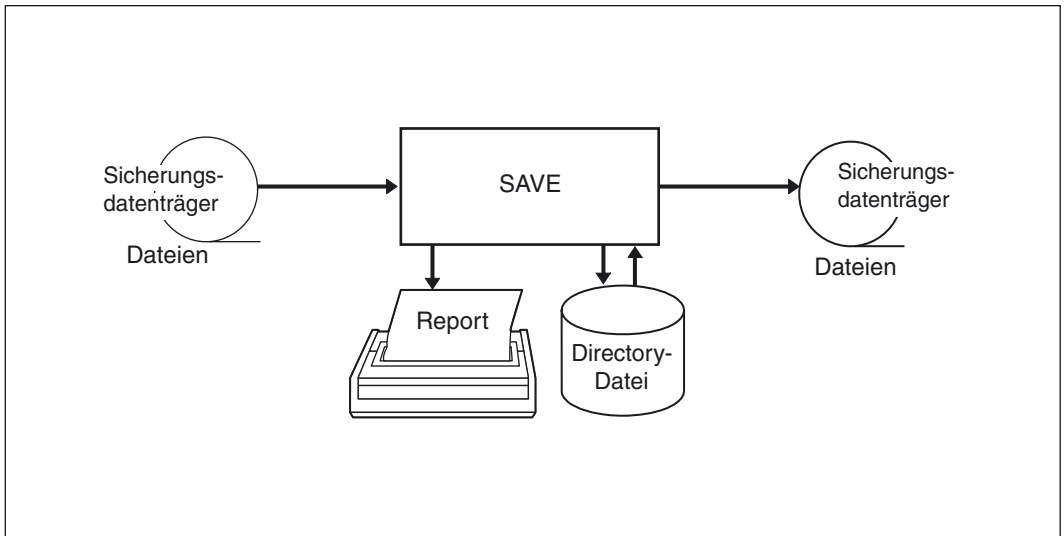 Sicherungs-
datenträger
Dateien
SAVE
Sicherungs-
datenträger
Dateien
Report
Directory-
Datei